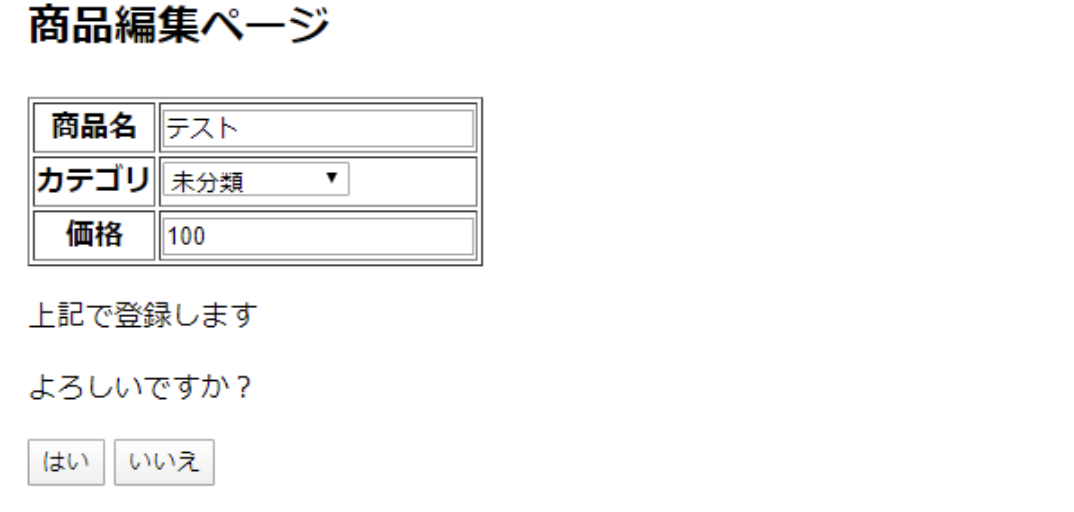 商品編集ページ
商品名 テスト
カテゴリ 未分類
価格 100
上記で登録します
よろしいですか？
はい いいえ